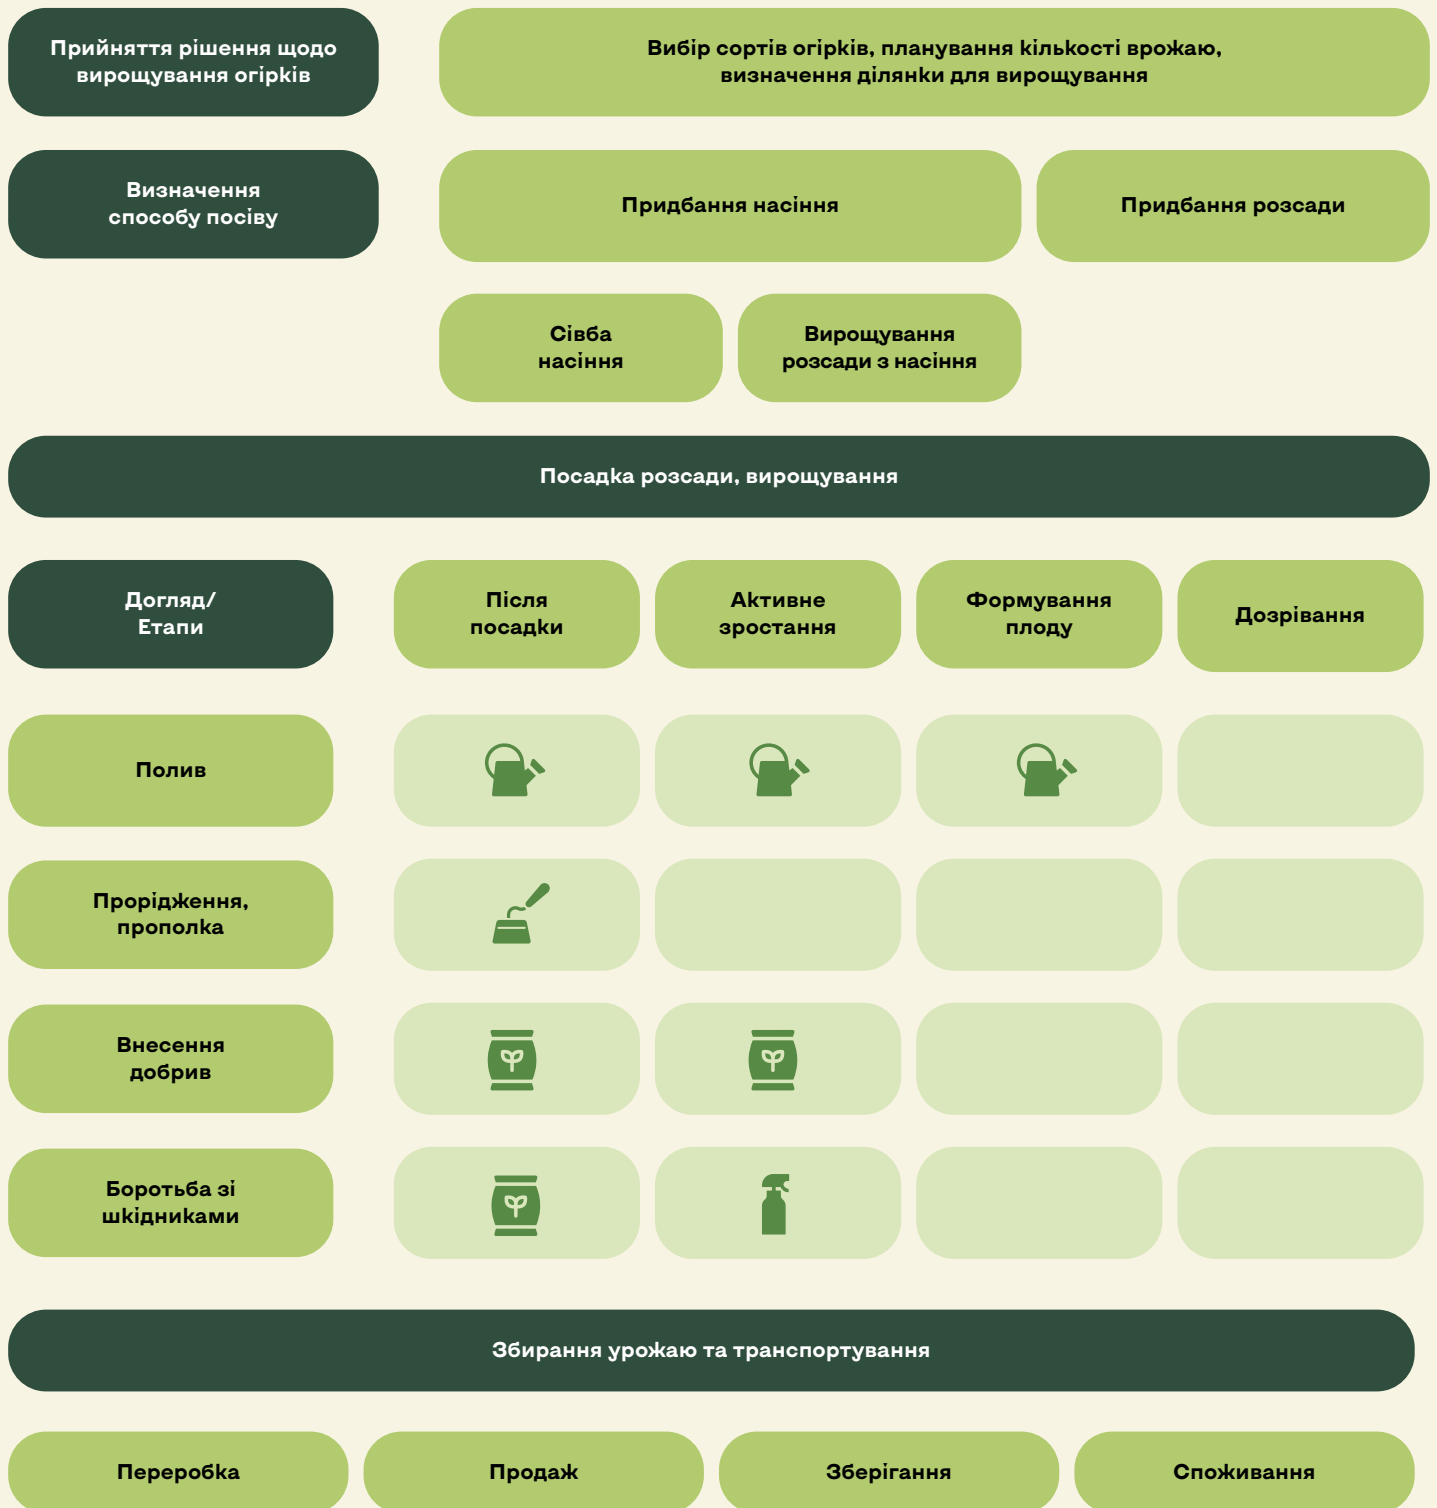 Прийняття рішення щодо
вирощування огірків
Вибір сортів огірків, планування кількості врожаю,
визначення ділянки для вирощування
Визначення
способу посіву
Придбання насіння
Придбання розсади
Сівба
насіння
Вирощування
розсади з насіння
Посадка розсади, вирощування
Догляд/
Етапи
Після
посадки
Активне
зростання
Формування
плоду
Дозрівання
Полив
Прорідження,
прополка
Внесення
добрив
Боротьба зі
шкідниками
Збирання урожаю та транспортування
Переробка
Продаж
Зберігання
Споживання